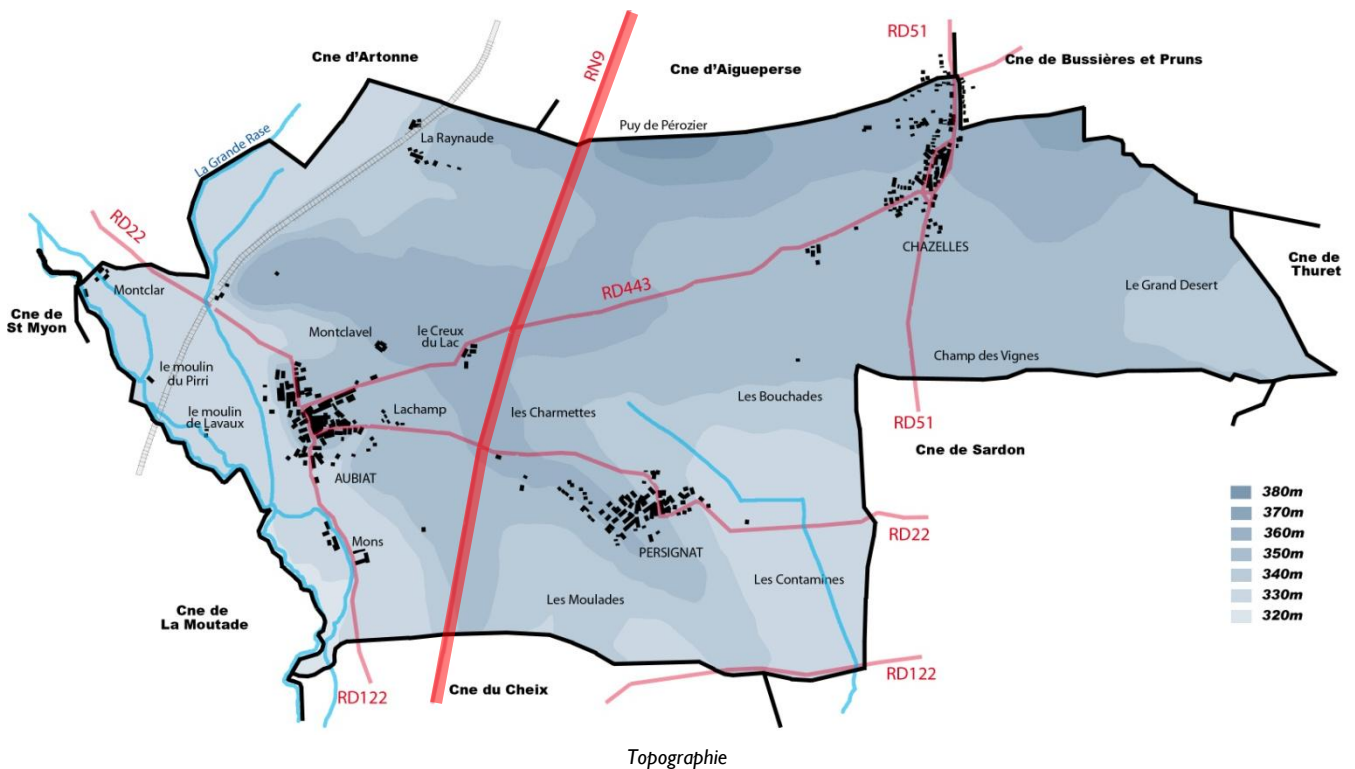 RD51
Cne d'Artonne
RN9
Cne d'Aigueperse
Cne de Bussières et Pruns
Puy de Pérozier
La Raynaude
La Grande Rase
RD22
CHAZELLES
Cne de
Thuret
Montclar
Le Grand Desert
RD443
Cne de
St Myon
Montclavel
le Creux
du Lac
Champ des Vignes
le moulin
du Pirri
Les Bouchades
Lachamp
les Charmettes
le moulin
de Lavaux
RD51
Cne de Sardon
AUBIAT
380m
370m
360m
350m
340m
330m
320m
RD22
Mons
PERSIGNAT
Les Contamines
Les Moulades
Cne de
La Moutade
RD122
RD122
Cne du Cheix
Topographie